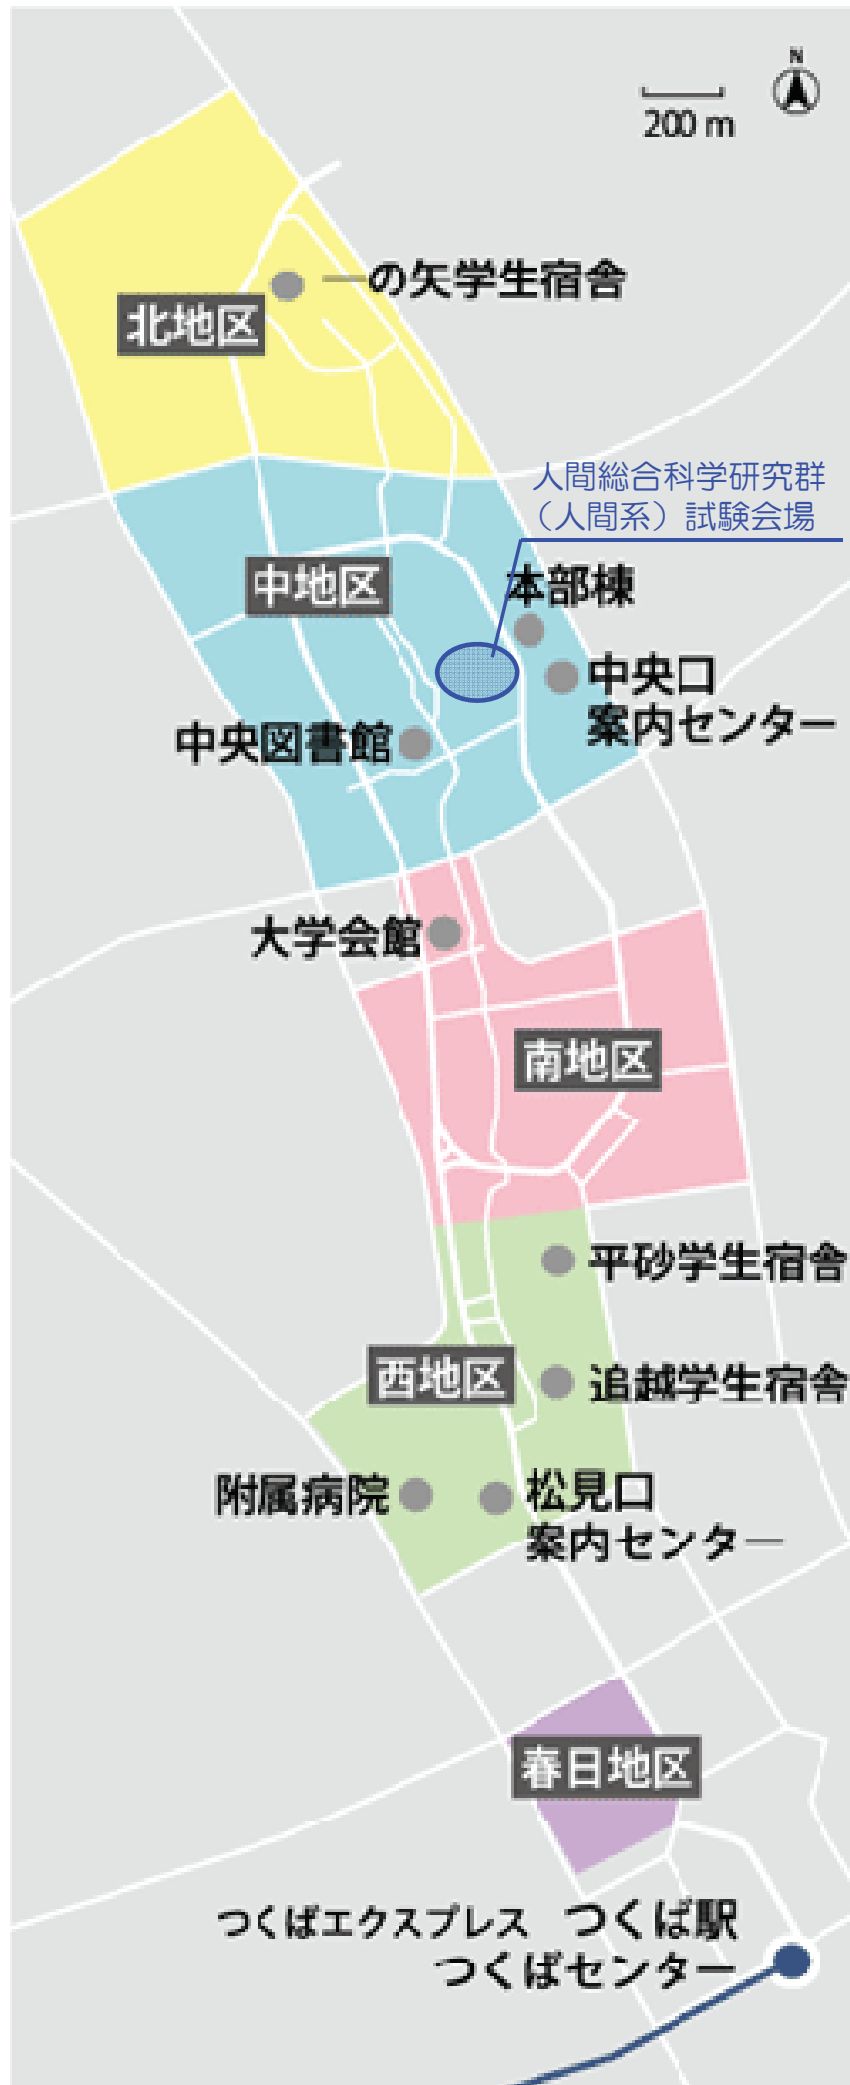 N
200 m
一の矢学生宿舎
北地区
人間総合科学研究群
（人間系）試験会場
中地区
本部棟
中央口
案内センター
中央図書館
大学会館
南地区
平砂学生宿舎
西地区
追越学生宿舎
附属病院
松見口
案内センター
春日地区
つくばエクスプレス つくば駅
つくばセンター